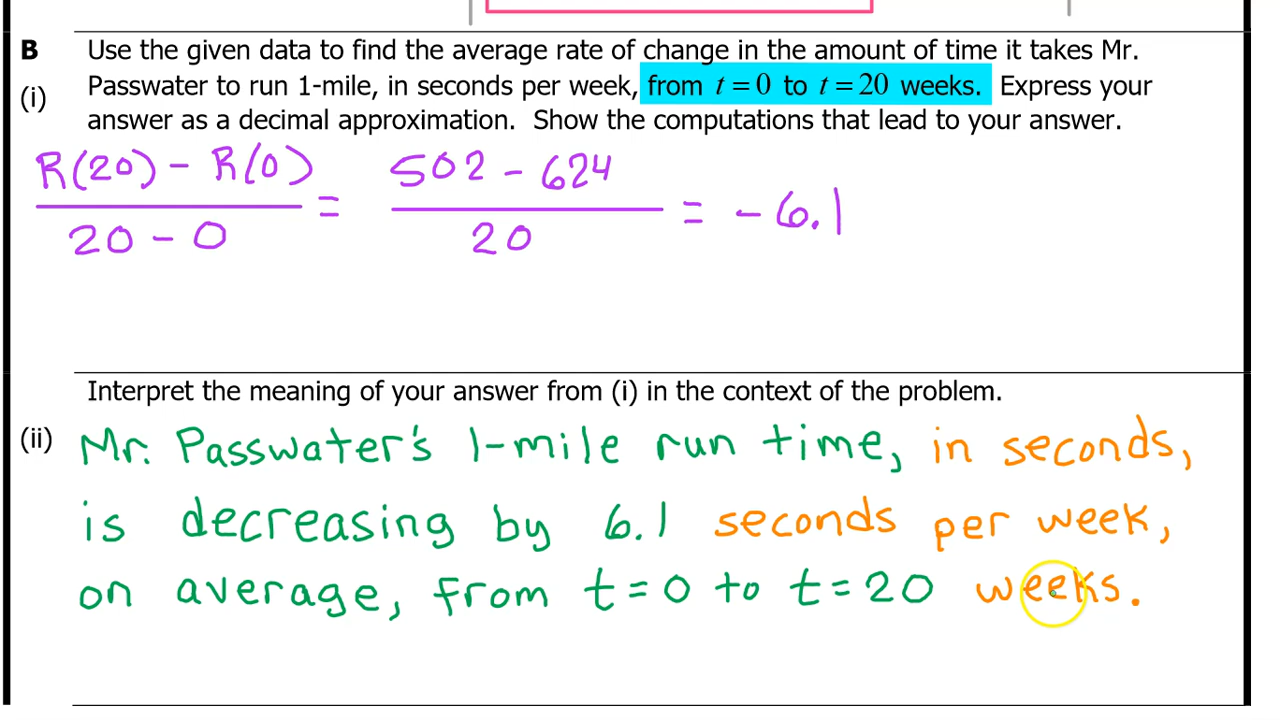 B Use the given data to find the average rate of change in the amount of time it takes Mr.
(i) Passwater to run 1-mile, in seconds per week, from t = 0 to t = 20 weeks. Express your
answer as a decimal approximation. Show the computations that lead to your answer.
R(20) - R(0) / 20 - 0 = 502 - 624 / 20 = - 6.1
Interpret the meaning of your answer from (i) in the context of the problem.
(ii) Mr. Passwater's 1-mile run time, in seconds,
is decreasing by 6.1 seconds per week,
on average, from t = 0 to t = 20 weeks.